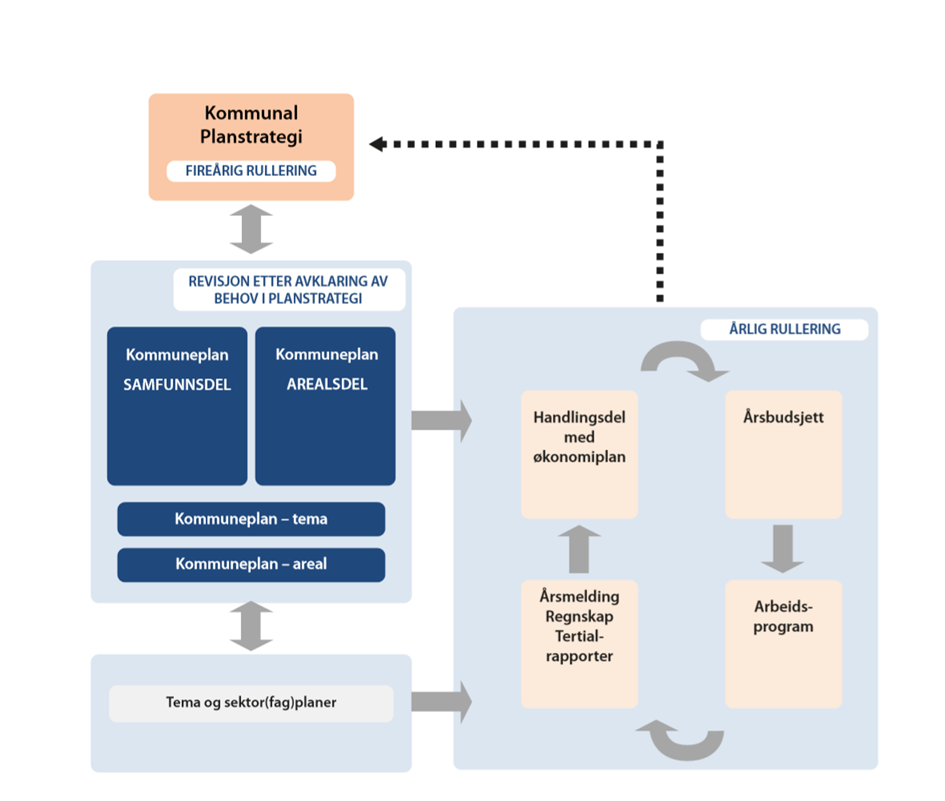 Kommunal
Planstrategi
FIREÅRIG RULLERING
REVISJON ETTER AVKLARING AV
BEHOV I PLANSTRATEGI
Kommuneplan
SAMFUNNSDEL
Kommuneplan
AREALSDEL
Kommuneplan – tema
Kommuneplan – areal
Tema og sektor(fag)planer
ÅRLIG RULLERING
Handlingsdel
med
økonomiplan
Årsbudsjett
Årsmelding
Regnskap
Tertial-
rapporter
Arbeids-
program